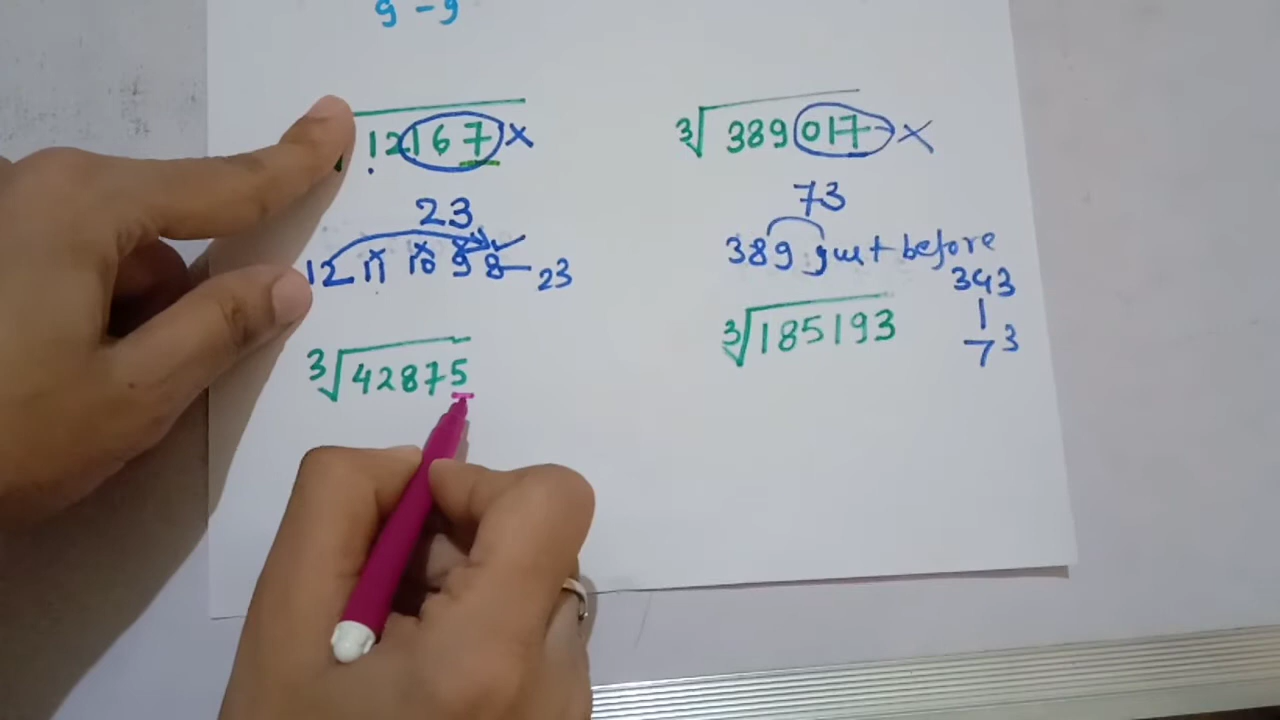 9 - 9
12167 ×
23
12 11 10 9 8 — 23
3√42875
3√389017 ×
73
389 just before
343
7 3
3√185193